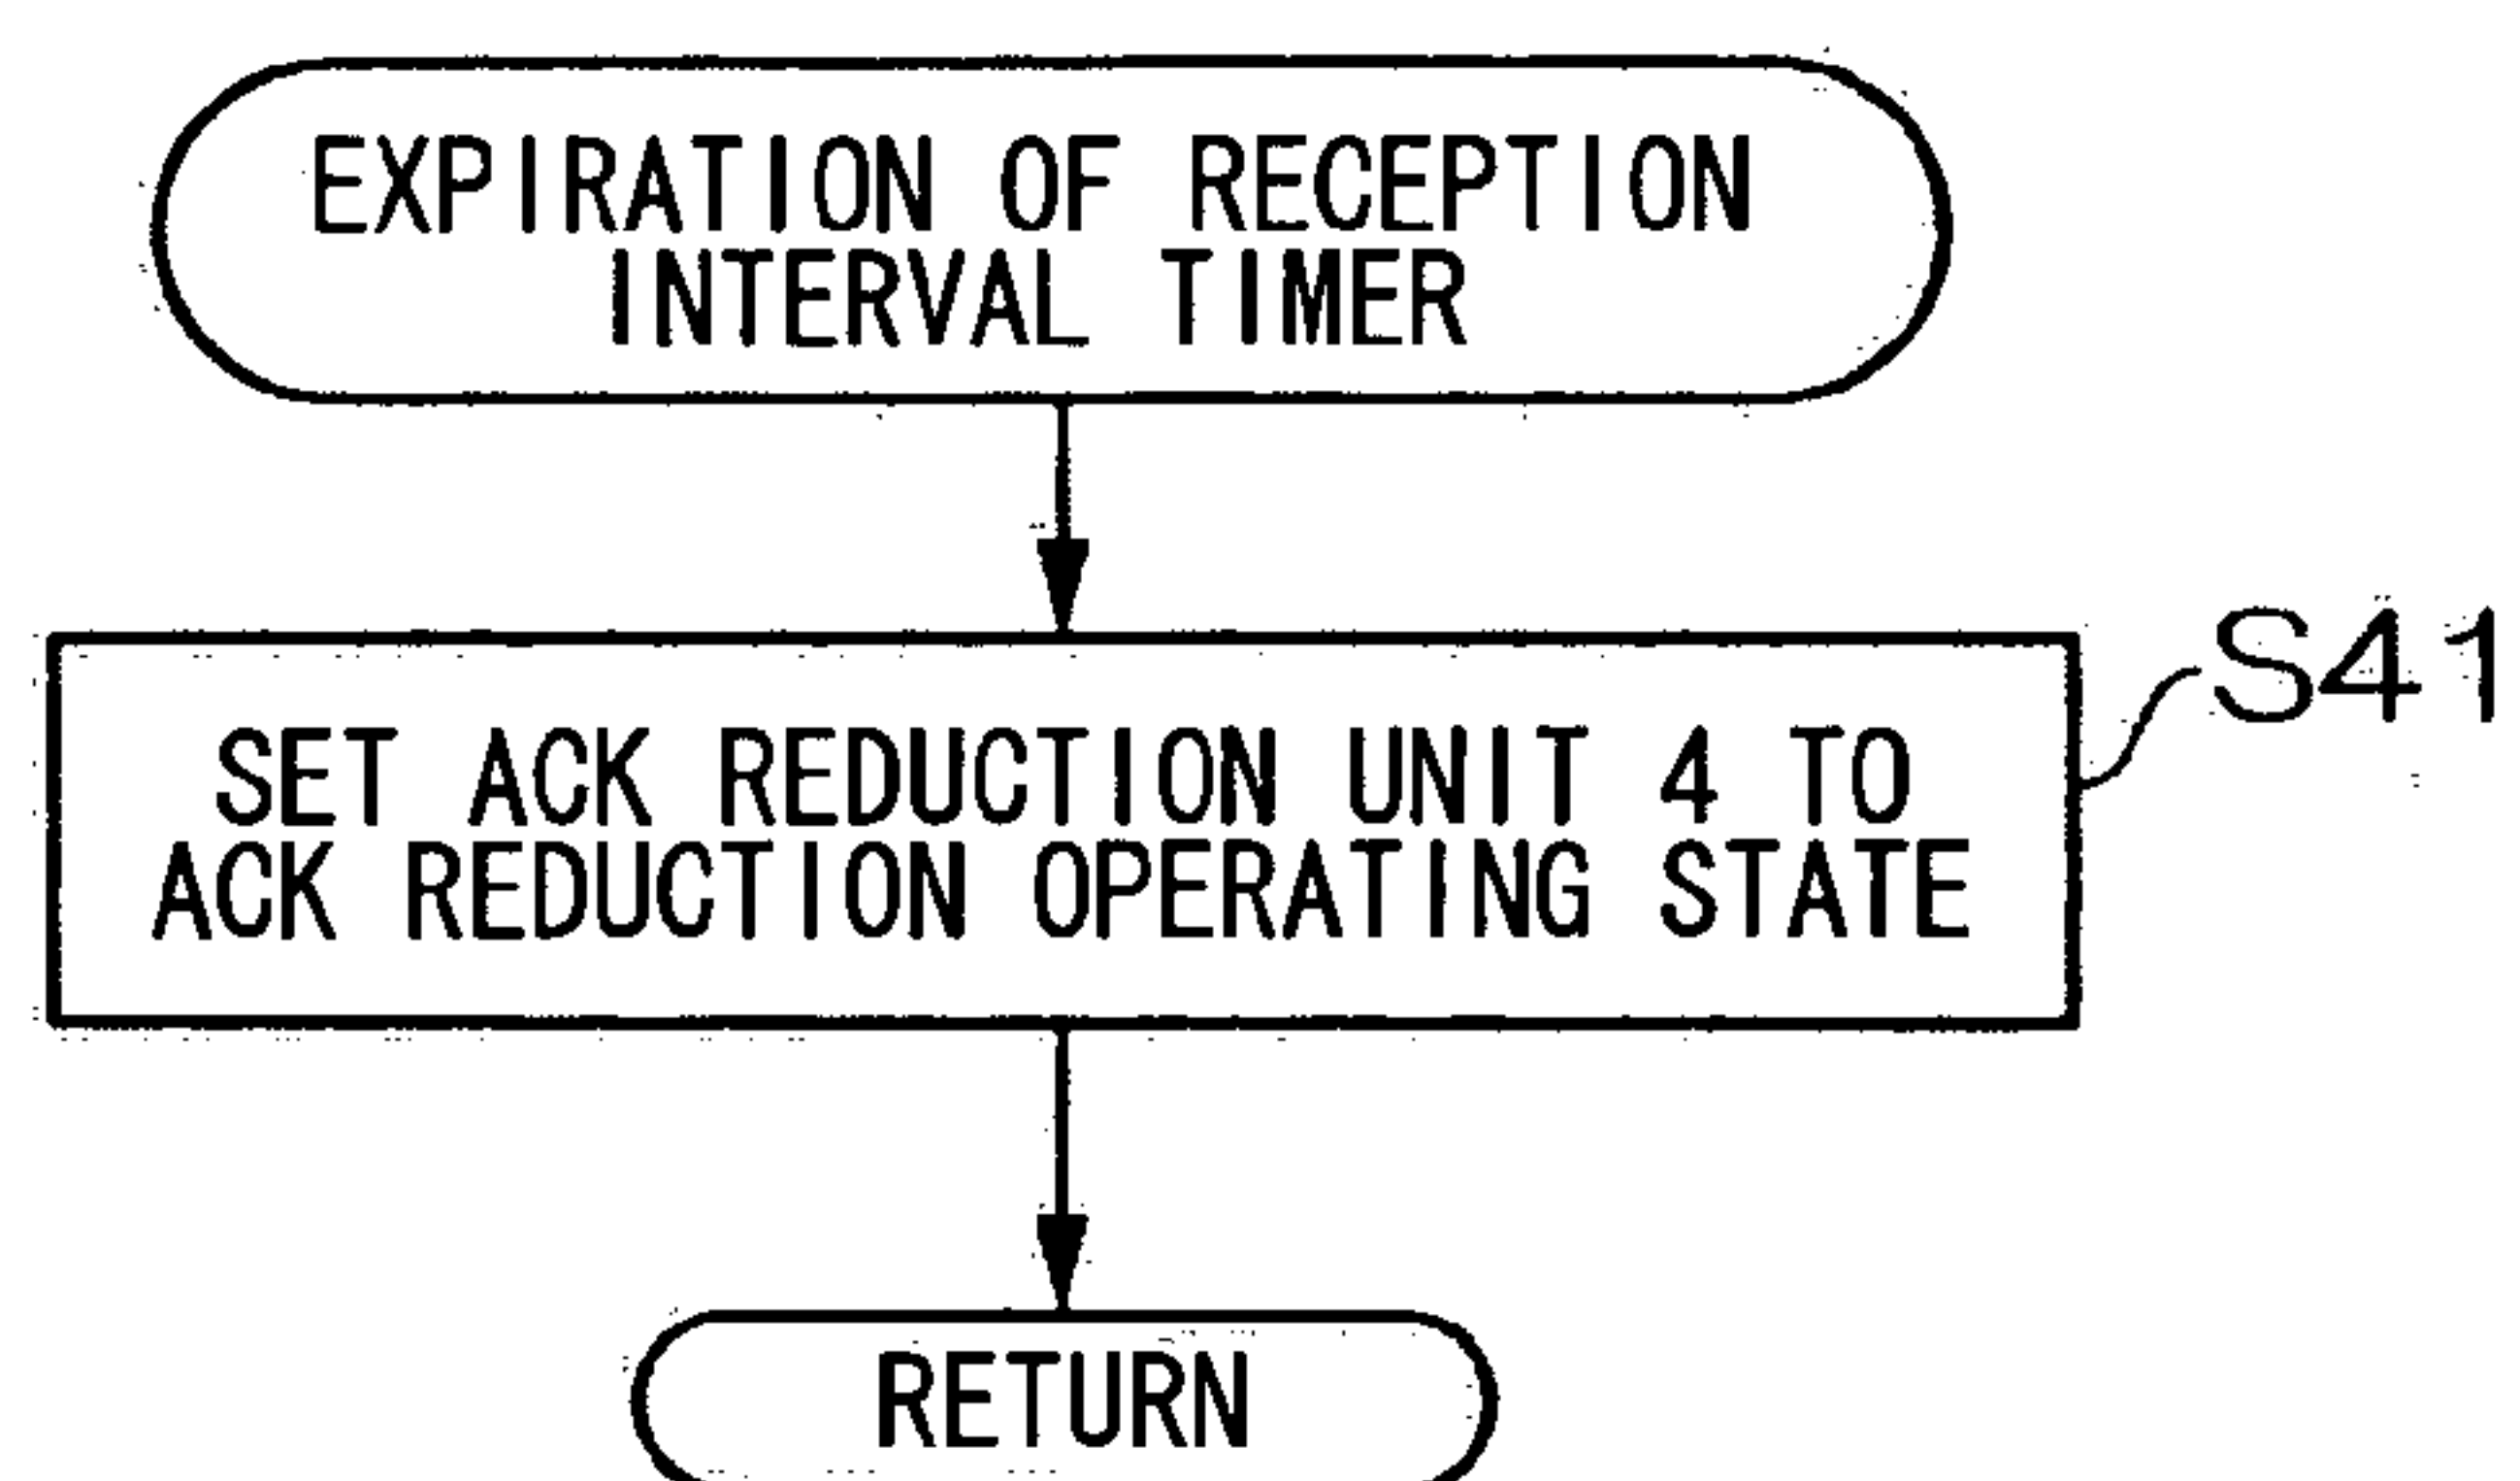 EXPIRATION OF RECEPTION
INTERVAL TIMER
S41
SET ACK REDUCTION UNIT 4 TO
ACK REDUCTION OPERATING STATE
RETURN